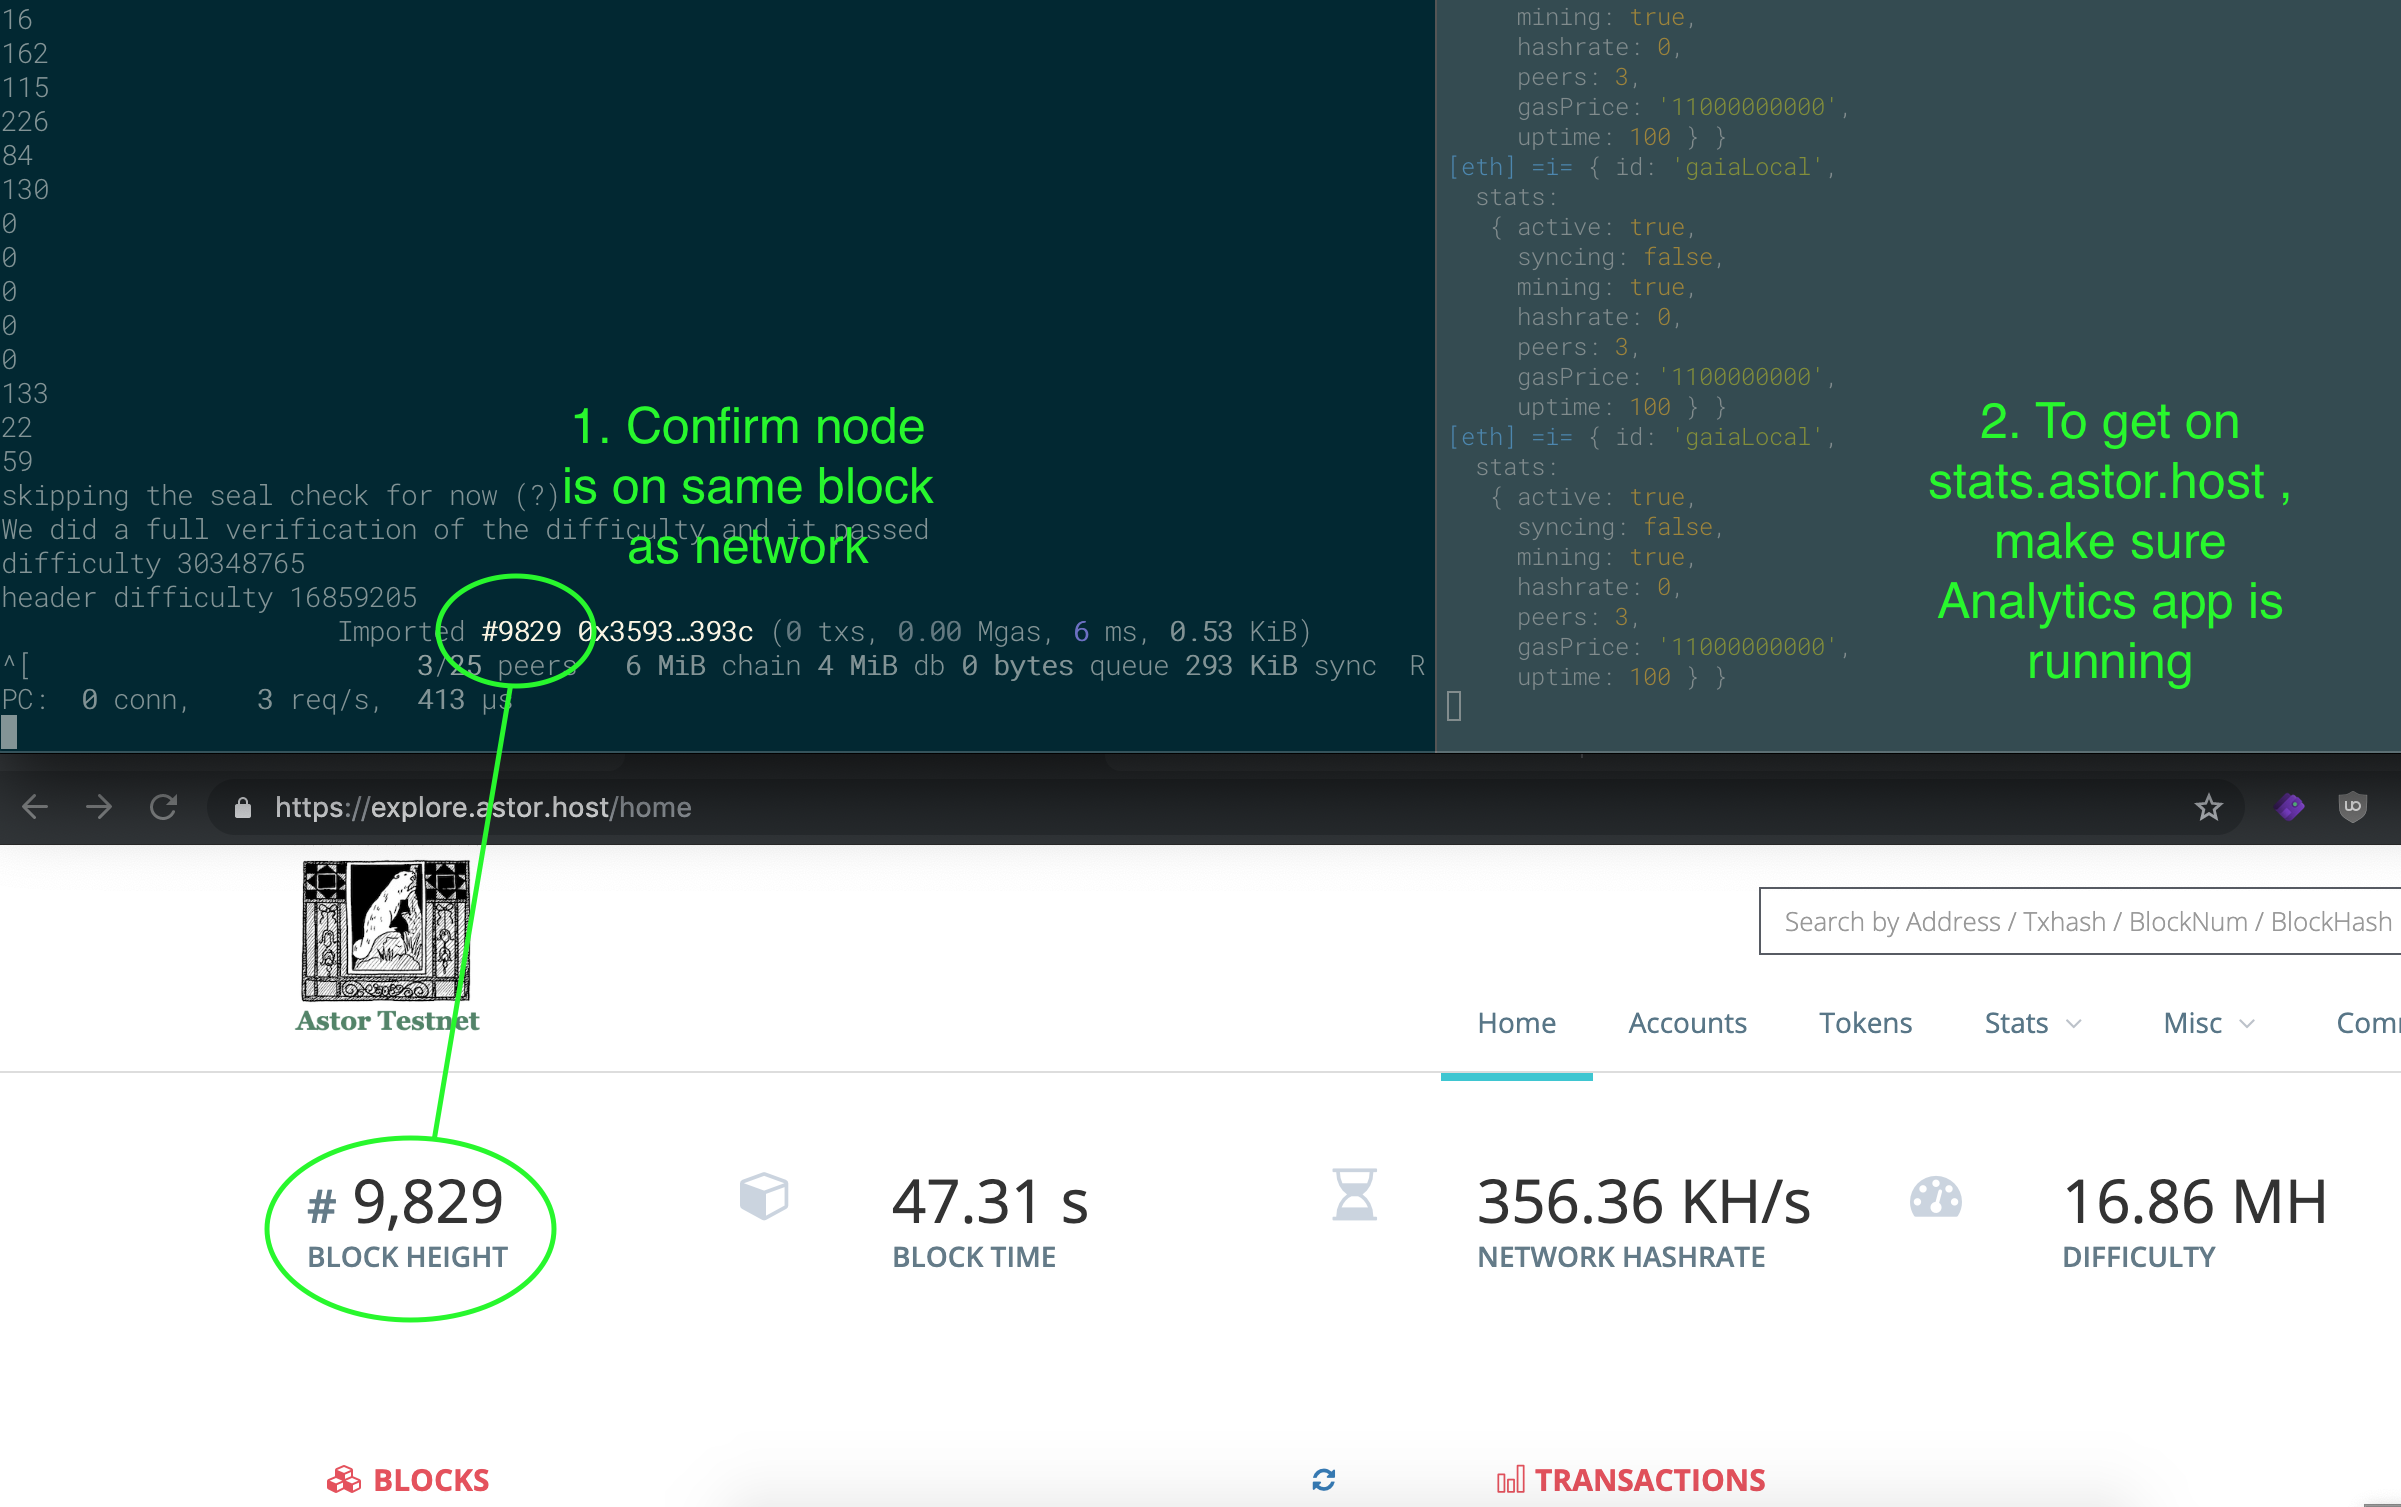 16
162
115
226
84
130
0
0
0
0
0
133
22
59
skipping the seal check for now (?)
We did a full verification of the difficulty and it passed
difficulty 30348765
header difficulty 16859205
Imported #9829 0x3593…393c (0 txs, 0.00 Mgas, 6 ms, 0.53 KiB)
^[ 3/25 peers 6 MiB chain 4 MiB db 0 bytes queue 293 KiB sync R
PC: 0 conn, 3 req/s, 413 µs
1. Confirm node
is on same block
as network
mining: true,
hashrate: 0,
peers: 3,
gasPrice: '11000000000',
uptime: 100 } }
[eth] =i= { id: 'gaiaLocal',
stats:
{ active: true,
syncing: false,
mining: true,
hashrate: 0,
peers: 3,
gasPrice: '1100000000',
uptime: 100 } }
[eth] =i= { id: 'gaiaLocal',
stats:
{ active: true,
syncing: false,
mining: true,
hashrate: 0,
peers: 3,
gasPrice: '11000000000',
uptime: 100 } }
2. To get on
stats.astor.host ,
make sure
Analytics app is
running
https://explore.astor.host/home
Astor Testnet
Search by Address / Txhash / BlockNum / BlockHash
Home Accounts Tokens Stats Misc
# 9,829
BLOCK HEIGHT
47.31 s
BLOCK TIME
356.36 KH/s
NETWORK HASHRATE
16.86 MH
DIFFICULTY
BLOCKS
TRANSACTIONS